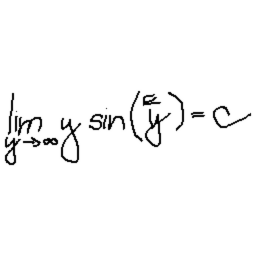 lim y→∞ y sin(c/y) = c